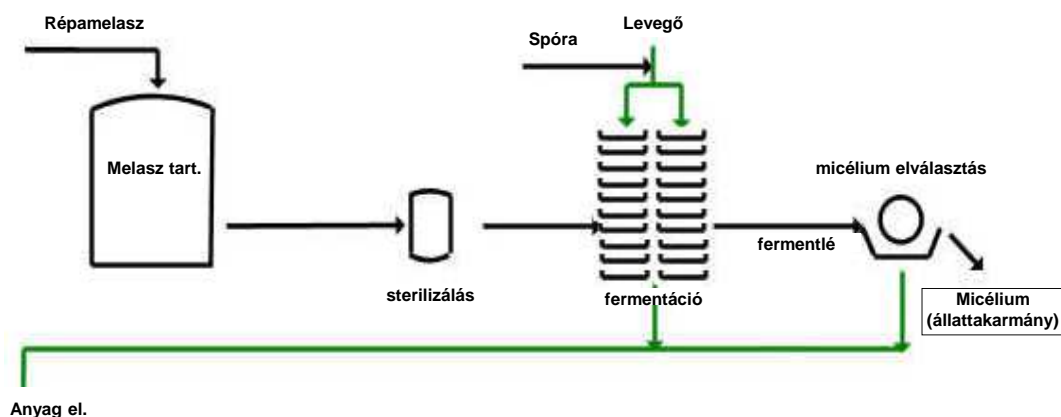 Répamelasz
Levegő
Spóra
Melasz tart.
micélium elválasztás
fermentlé
sterilizálás
fermentáció
Micélium
(állattakarmány)
Anyag el.